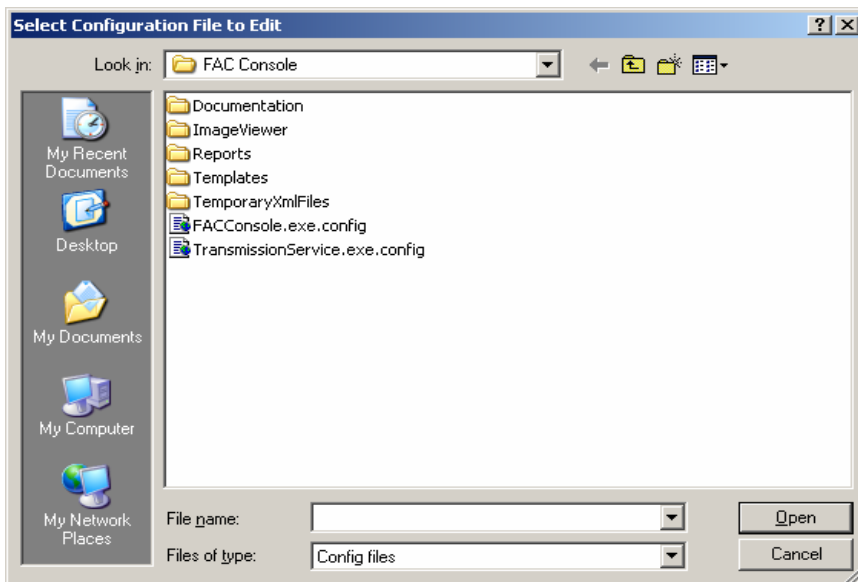 Select Configuration File to Edit
Look in: FAC Console
My Recent Documents
Desktop
My Documents
My Computer
My Network Places
Documentation
ImageViewer
Reports
Templates
TemporaryXmlFiles
FACConsole.exe.config
TransmissionService.exe.config
File name:
Open
Files of type: Config files
Cancel